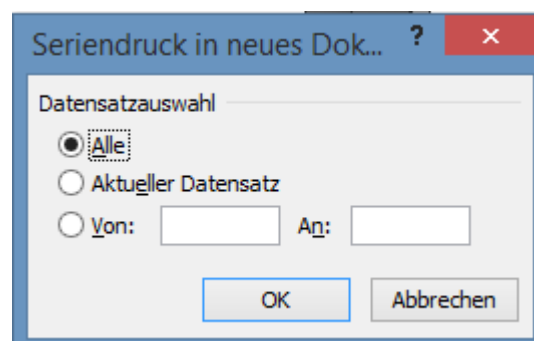 Seriendruck in neues Dok... ?
Datensatzauswahl
Alle
Aktueller Datensatz
Von: An:
OK Abbrechen